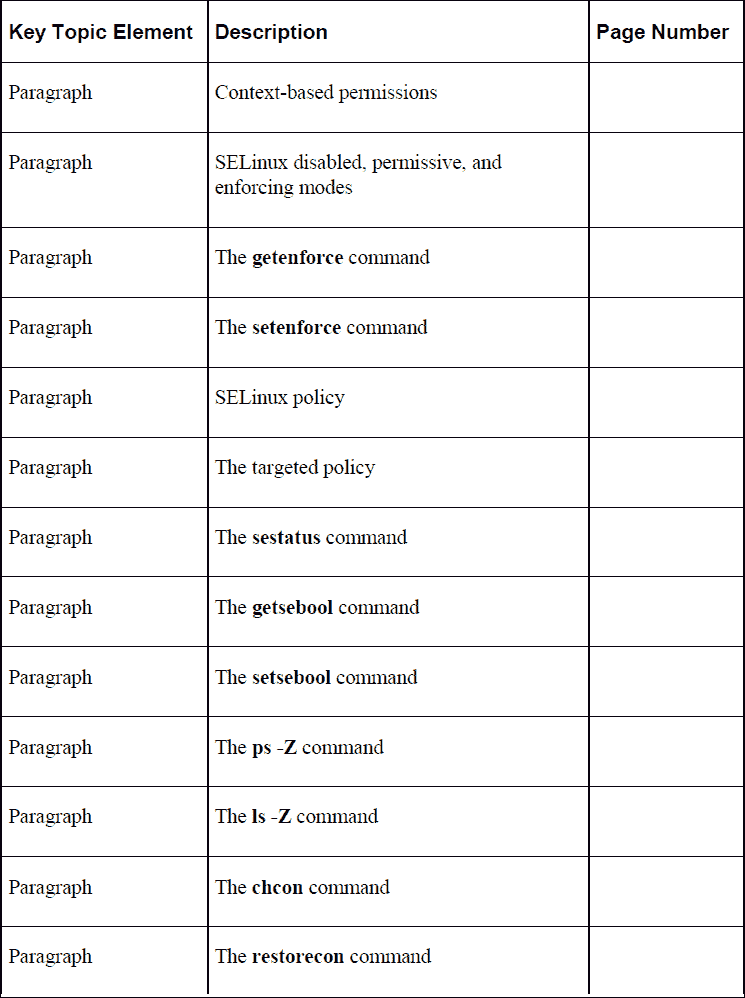 Key Topic Element Description Page Number
Paragraph Context-based permissions
Paragraph SELinux disabled, permissive, and
enforcing modes
Paragraph The getenforce command
Paragraph The setenforce command
Paragraph SELinux policy
Paragraph The targeted policy
Paragraph The sestatus command
Paragraph The getsebool command
Paragraph The setsebool command
Paragraph The ps -Z command
Paragraph The ls -Z command
Paragraph The chcon command
Paragraph The restorecon command